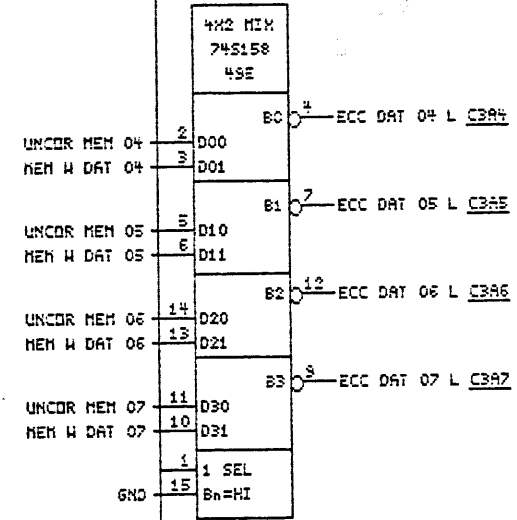 4X2 MIX
74S158
49E
B0 4 ECC DAT 04 L C3A4
UNCOR MEM 04 2 D00
MEM W DAT 04 3 D01
B1 7 ECC DAT 05 L C3A5
UNCOR MEM 05 5 D10
MEM W DAT 05 6 D11
B2 12 ECC DAT 06 L C3A6
UNCOR MEM 06 14 D20
MEM W DAT 06 13 D21
B3 9 ECC DAT 07 L C3A7
UNCOR MEM 07 11 D30
MEM W DAT 07 10 D31
1 1 SEL
GND 15 Bn=HI